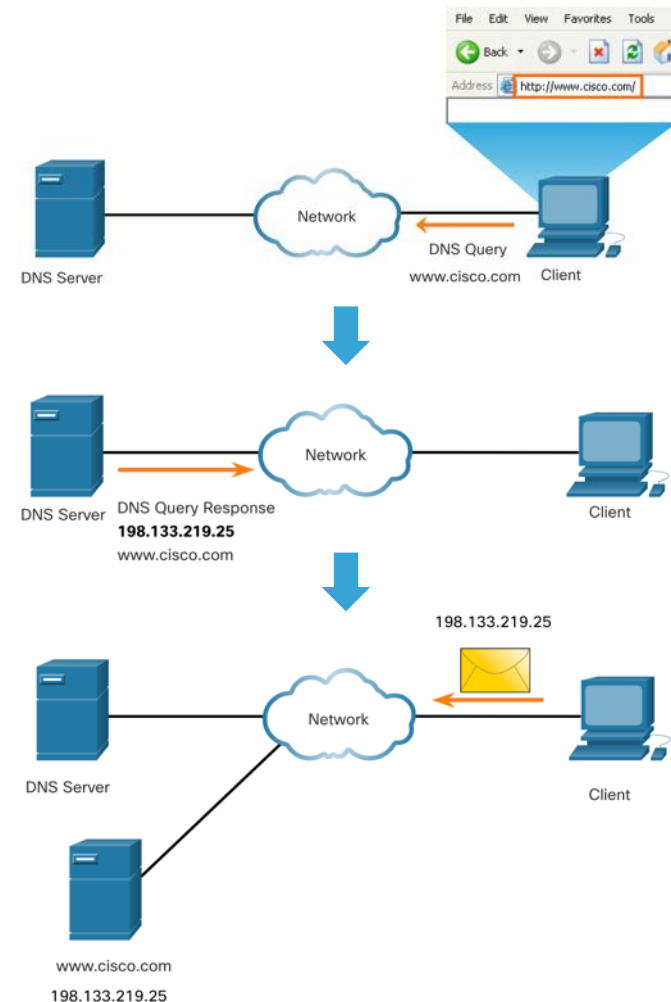 File Edit View Favorites Tools
Back
Address http://www.cisco.com/
Network
DNS Server
DNS Query
www.cisco.com
Client
Network
DNS Server
DNS Query Response
198.133.219.25
www.cisco.com
Client
198.133.219.25
Network
DNS Server
Client
www.cisco.com
198.133.219.25